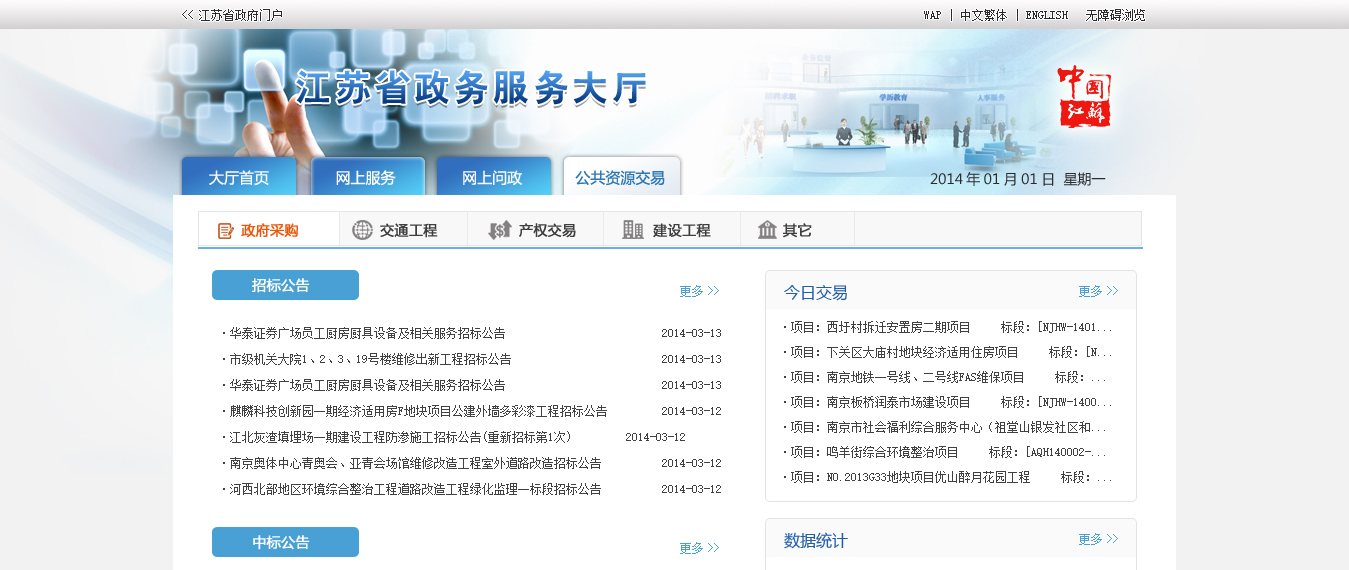 江苏省政府门户
WAP | 中文繁体 | ENGLISH 无障碍浏览
江苏省政务服务大厅
学历教育 人事服务
中国江苏
大厅首页 网上服务 网上问政 公共资源交易
2014 年 01 月 01 日 星期一
政府采购 交通工程 产权交易 建设工程 其它
招标公告
更多 >>
· 华泰证券广场员工厨房厨具设备及相关服务招标公告 2014-03-13
· 市级机关大院1、2、3、19号楼维修出新工程招标公告 2014-03-13
· 华泰证券广场员工厨房厨具设备及相关服务招标公告 2014-03-13
· 麒麟科技创新园一期经济适用房F地块项目公建外墙多彩漆工程招标公告 2014-03-12
· 江北灰渣填埋场一期建设工程防渗施工招标公告(重新招标第1次) 2014-03-12
· 南京奥体中心青奥会、亚青会场馆维修改造工程室外道路改造招标公告 2014-03-12
· 河西北部地区环境综合整治工程道路改造工程绿化监理一标段招标公告 2014-03-12
中标公告
更多 >>
今日交易
更多 >>
· 项目: 西圩村拆迁安置房二期项目 标段: [NJHW-1401...
· 项目: 下关区大庙村地块经济适用住房项目 标段: [N...
· 项目: 南京地铁一号线、二号线FAS维保项目 标段: ...
· 项目: 南京板桥润泰市场建设项目 标段: [NJHW-1400...
· 项目: 南京市社会福利综合服务中心（祖堂山银发社区和...
· 项目: 鸣羊街综合环境整治项目 标段: [AQH140002-...
· 项目: NO.2013G33地块项目优山醉月花园工程 标段: ...
数据统计
更多 >>